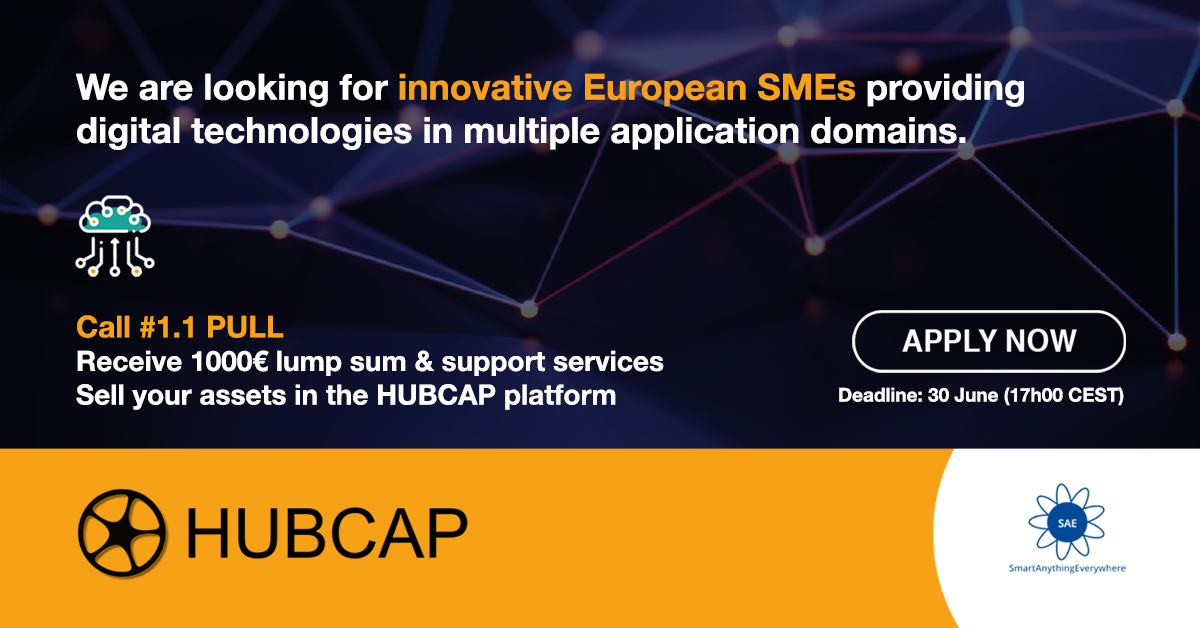 We are looking for innovative European SMEs providing
digital technologies in multiple application domains.
Call #1.1 PULL
Receive 1000€ lump sum & support services
Sell your assets in the HUBCAP platform
APPLY NOW
Deadline: 30 June (17h00 CEST)
HUBCAP
SAE
SmartAnythingEverywhere